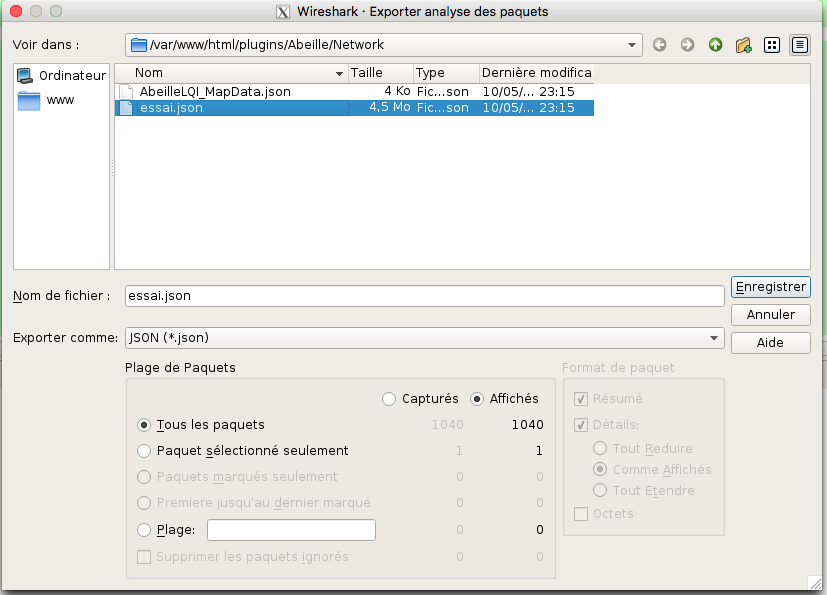 Wireshark · Exporter analyse des paquets
Voir dans :
/var/www/html/plugins/Abeille/Network
Ordinateur
www
Nom Taille Type Dernière modifica
AbeilleLQI_MapData.json 4 Ko Fic...son 10/05/... 23:15
essai.json 4,5 Mo Fic...son 10/05/... 23:15
Nom de fichier : essai.json Enregistrer
Annuler
Exporter comme: JSON (*.json)
Aide
Plage de Paquets
Format de paquet
Capturés Affichés
Résumé
Tous les paquets 1040 1040
Détails:
Paquet sélectionné seulement 1 1
Tout Reduire
Paquets marqués seulement 0 0
Comme Affichés
Premiere jusqu'au dernier marqué 0 0
Tout Etendre
Octets
Plage: 0 0
Supprimer les paquets ignorés 0 0